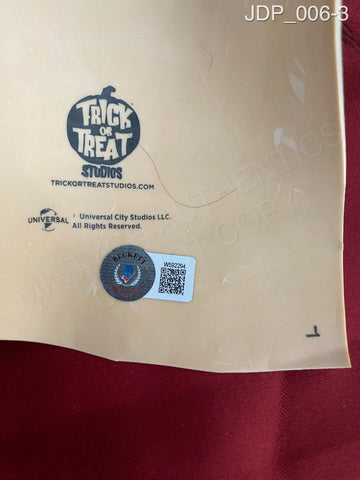 JDP_006-3
TRICK
OR
TREAT
STUDIOS
TRICKORTREATSTUDIOS.COM
UNIVERSAL
Universal City Studios LLC.
All Rights Reserved.
BECKETT
W592294